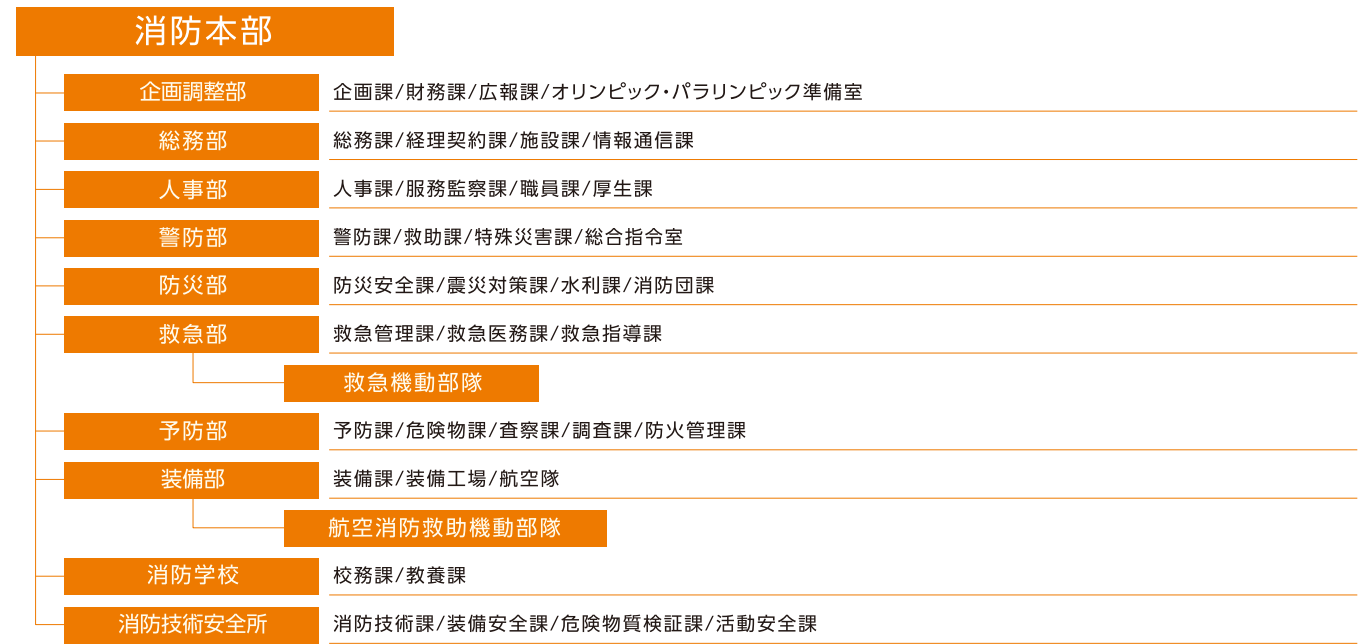 消防本部
企画調整部 企画課/財務課/広報課/オリンピック・パラリンピック準備室
総務部 総務課/経理契約課/施設課/情報通信課
人事部 人事課/服務監察課/職員課/厚生課
警防部 警防課/救助課/特殊災害課/総合指令室
防災部 防災安全課/震災対策課/水利課/消防団課
救急部 救急管理課/救急医務課/救急指導課
救急機動部隊
予防部 予防課/危険物課/査察課/調査課/防火管理課
装備部 装備課/装備工場/航空隊
航空消防救助機動部隊
消防学校 校務課/教養課
消防技術安全所 消防技術課/装備安全課/危険物質検証課/活動安全課